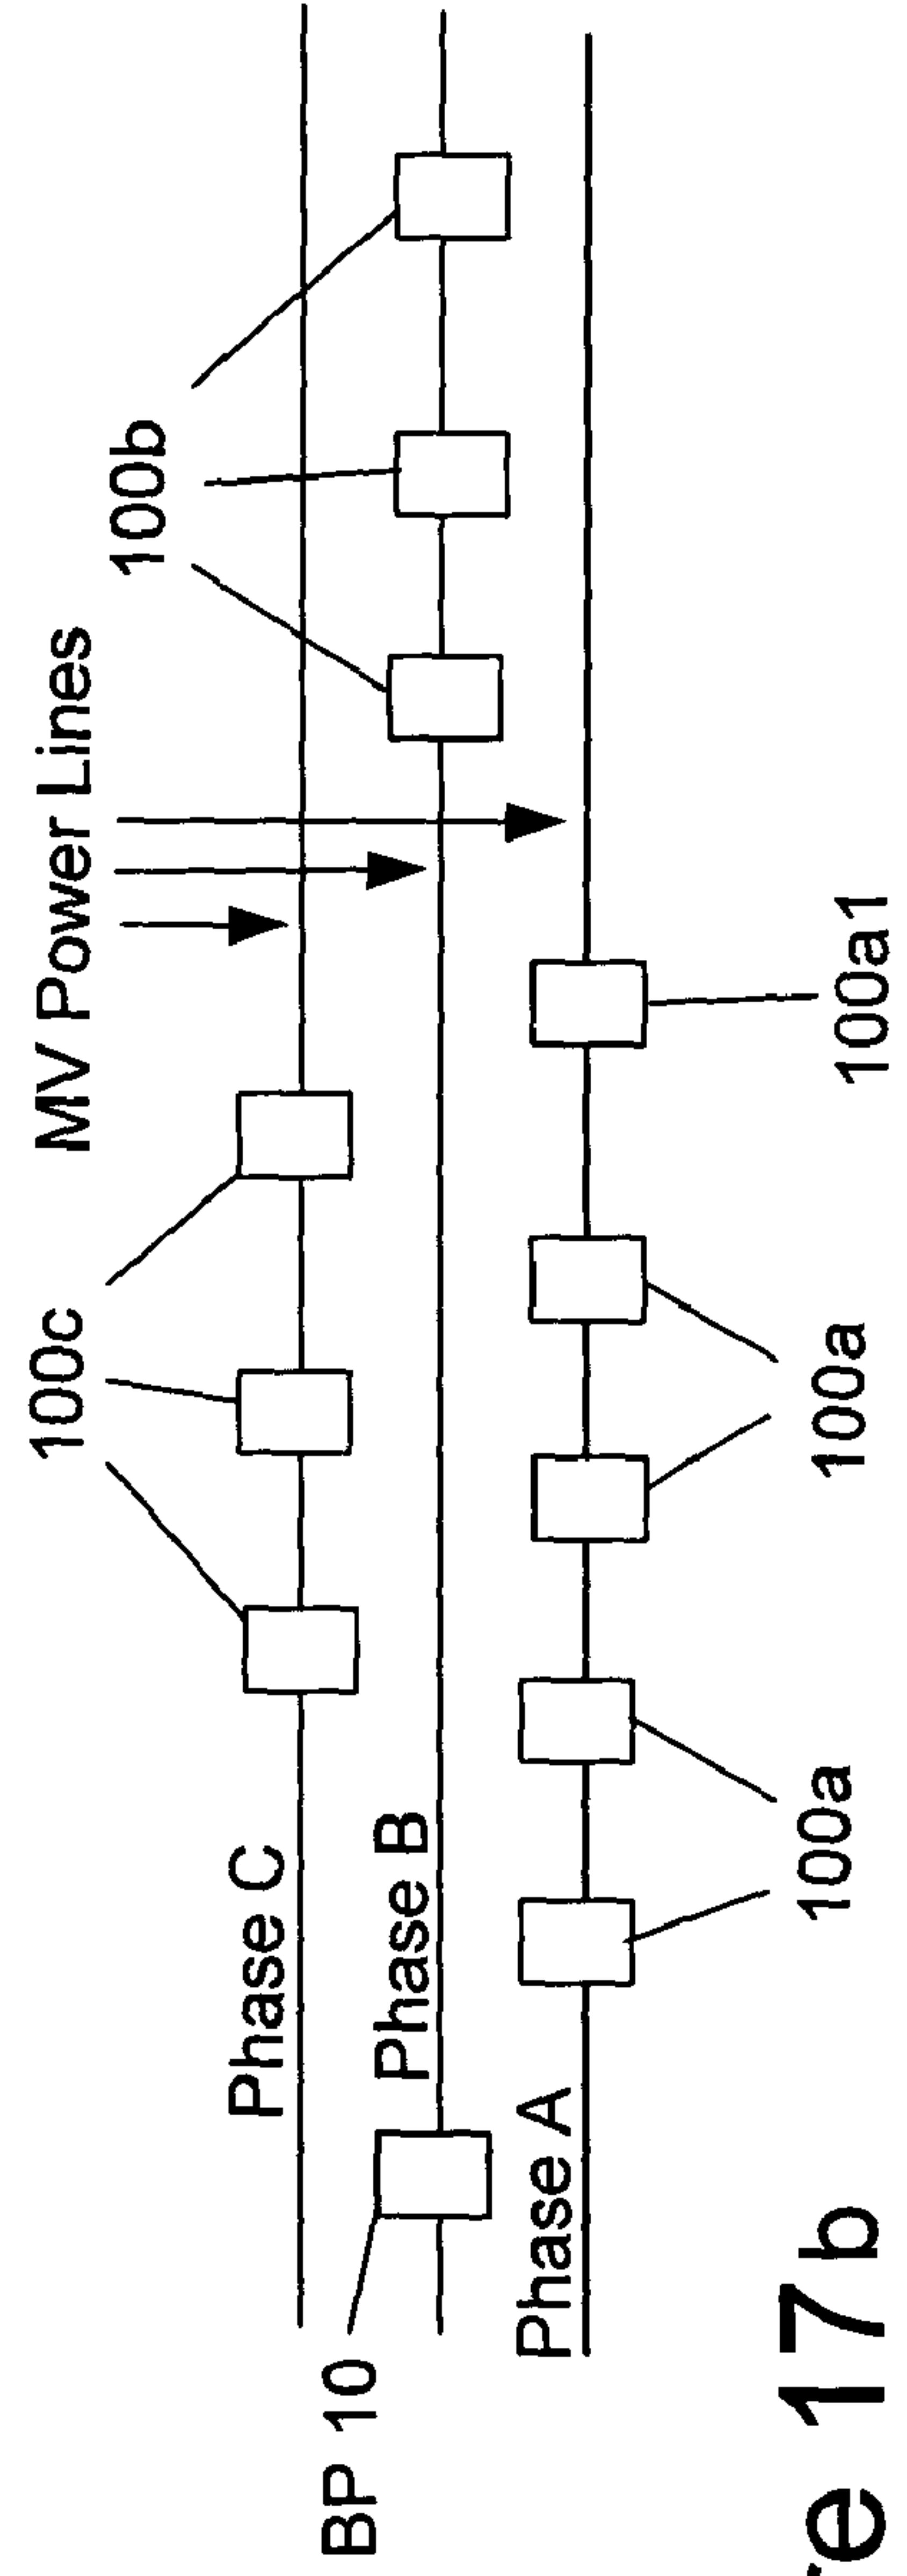 MV Power Lines
100c
100b
Phase C
Phase B
BP 10
Phase A
100a
100a
100a1
re 17b